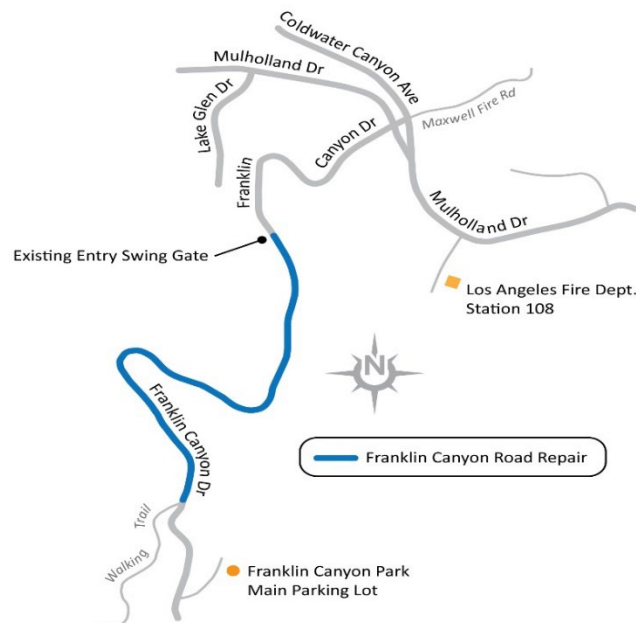 Coldwater Canyon Ave
Mulholland Dr
Lake Glen Dr
Maxwell Fire Rd
Franklin
Canyon Dr
Mulholland Dr
Existing Entry Swing Gate
Los Angeles Fire Dept.
Station 108
N
Franklin Canyon Dr
Franklin Canyon Road Repair
Walking
Trail
Franklin Canyon Park
Main Parking Lot